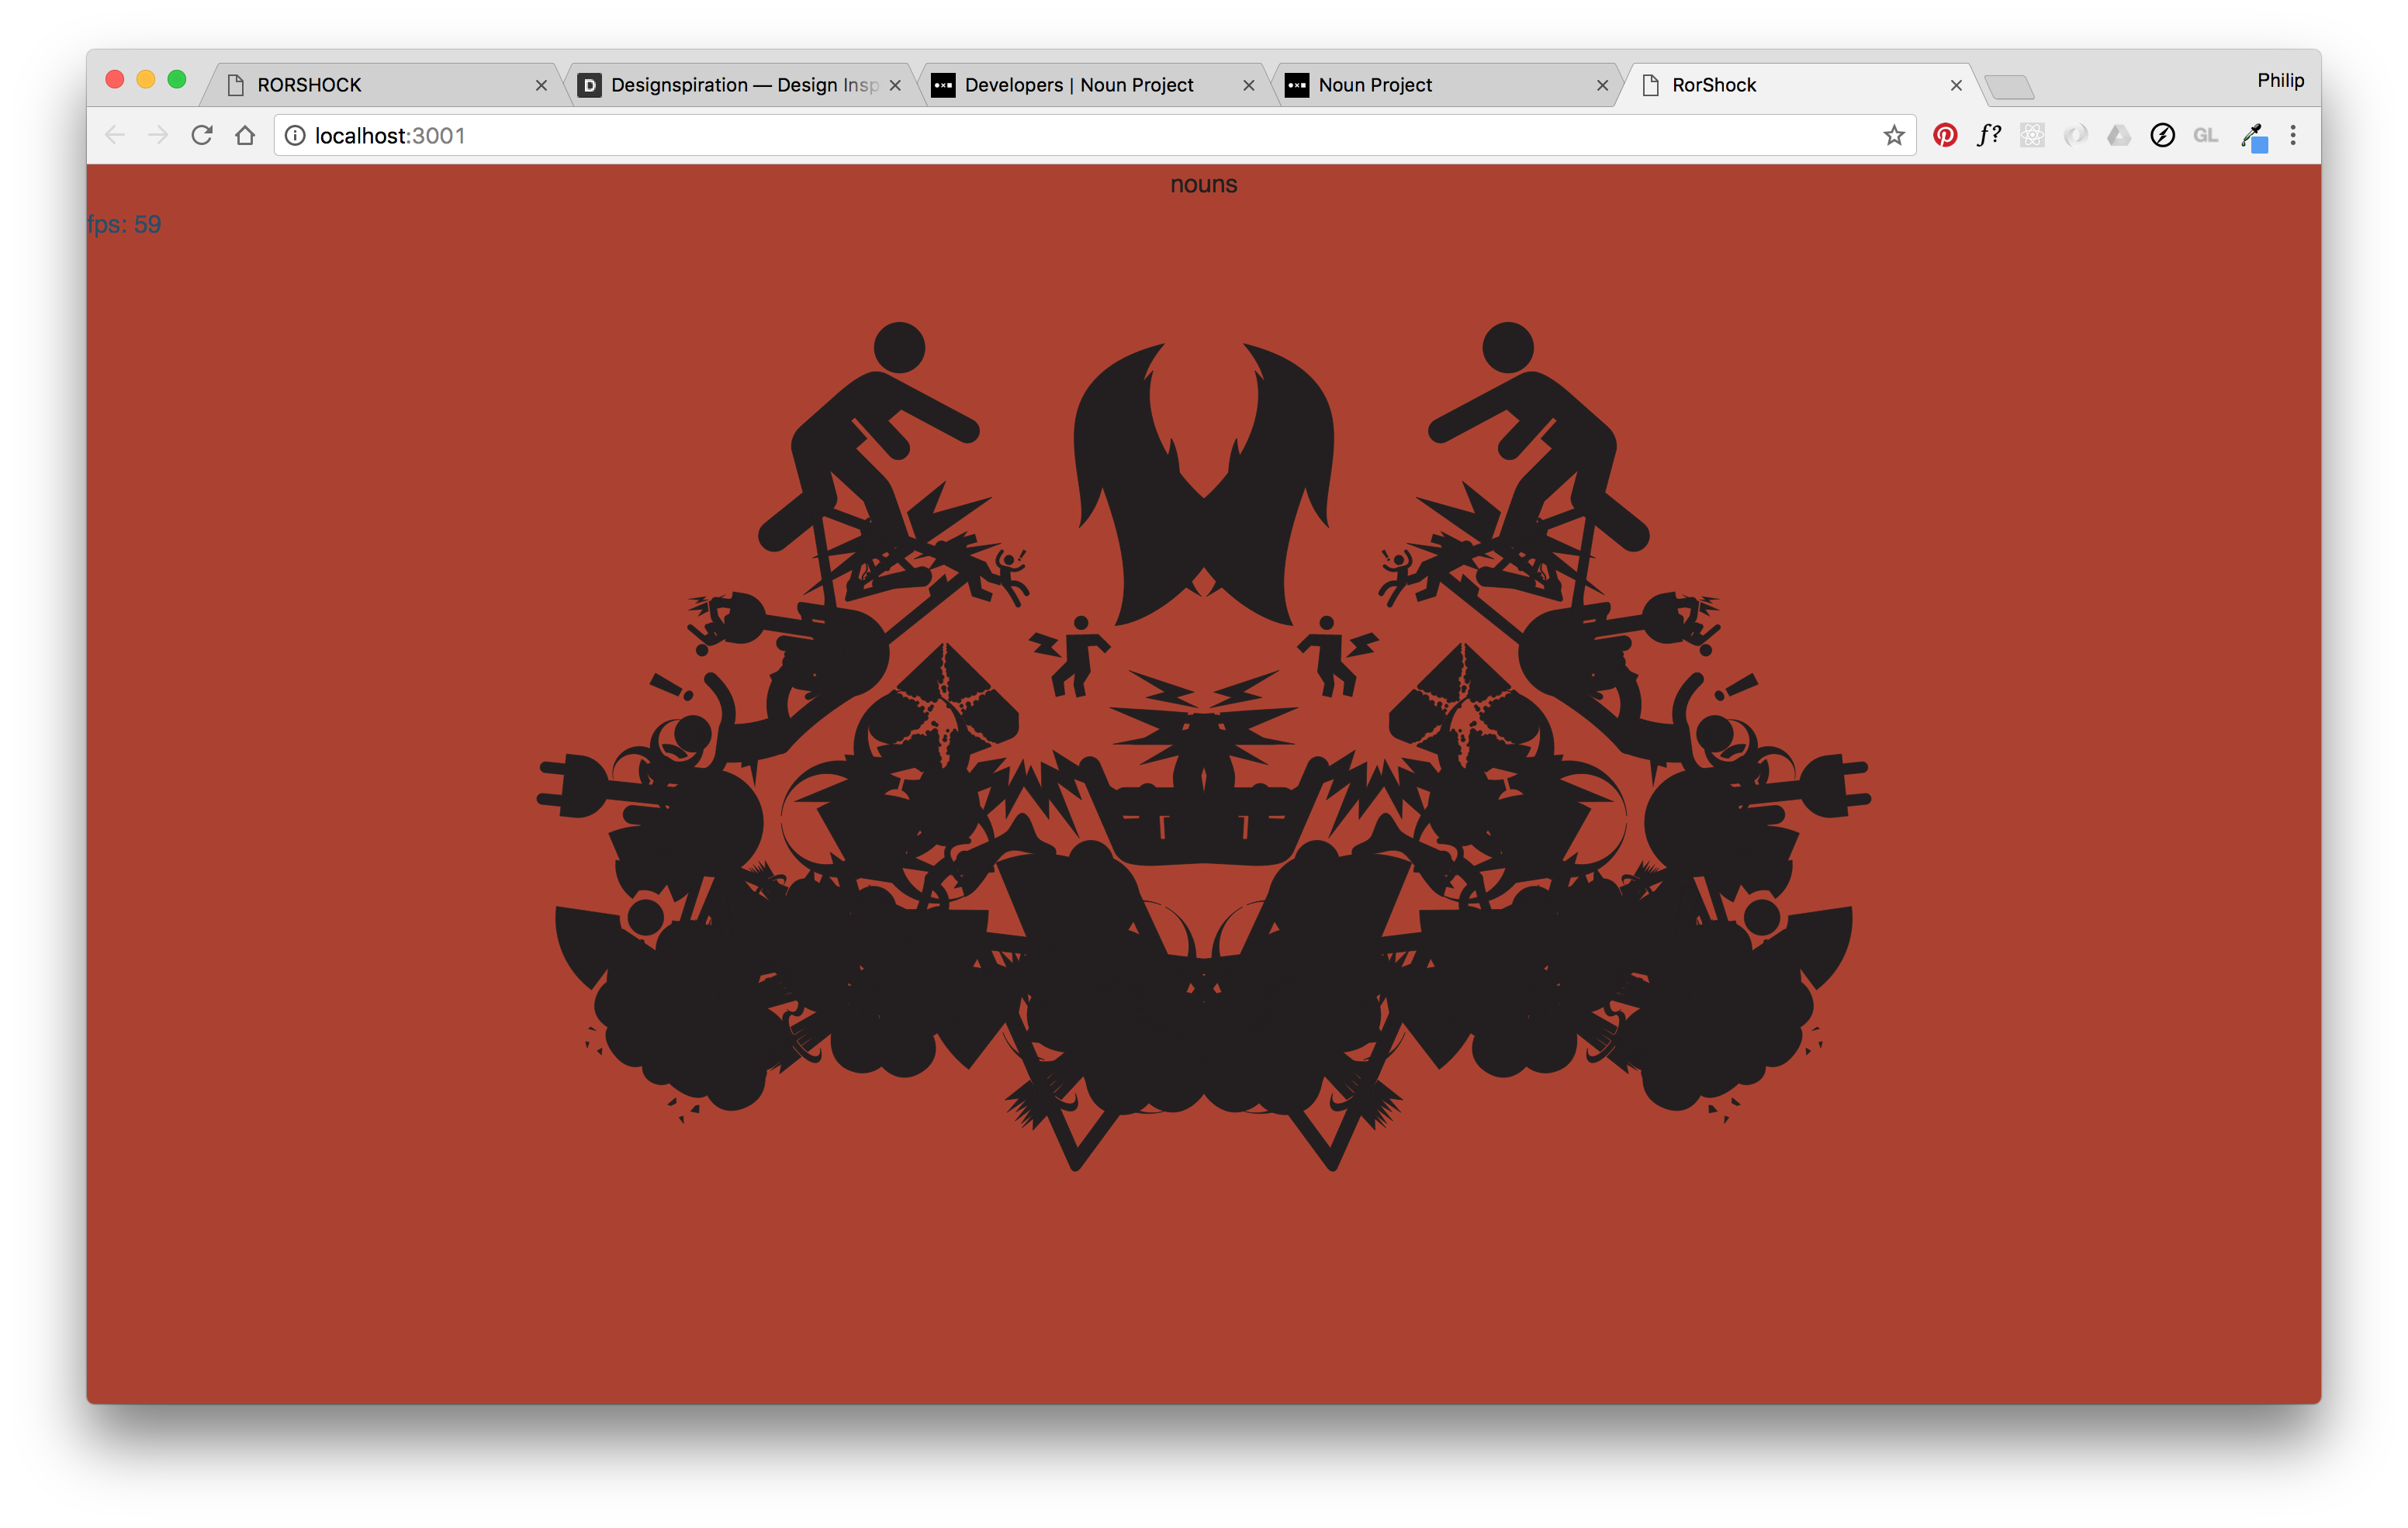 RORSHOCK
Designspiration — Design Insp
Developers | Noun Project
Noun Project
RorShock
Philip
localhost:3001
f?
GL
nouns
fps: 59